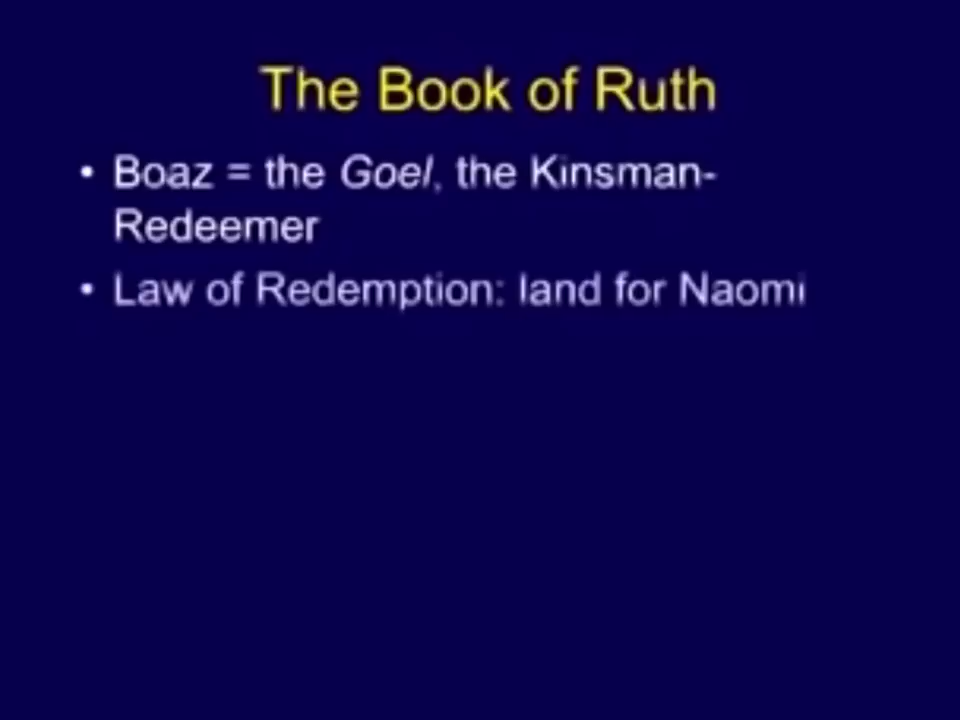 The Book of Ruth
• Boaz = the Goel, the Kinsman-
Redeemer
• Law of Redemption: land for Naomi